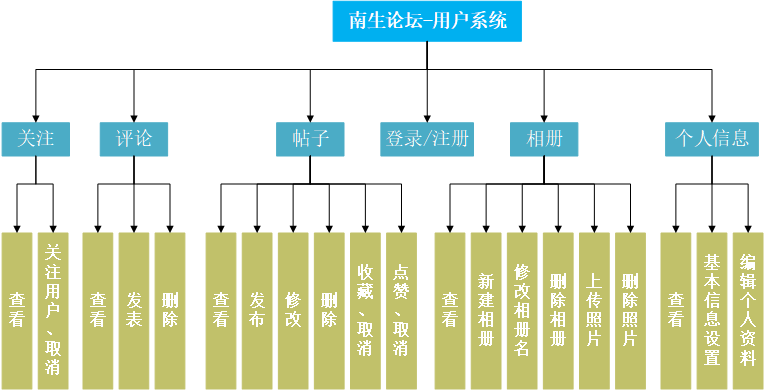 南生论坛-用户系统
关注
评论
帖子
登录/注册
相册
个人信息
查看
关注用户、取消
查看
发表
删除
查看
发布
修改
删除
收藏、取消
点赞、取消
查看
新建相册
修改相册名
删除相册
上传照片
删除照片
查看
基本信息设置
编辑个人资料